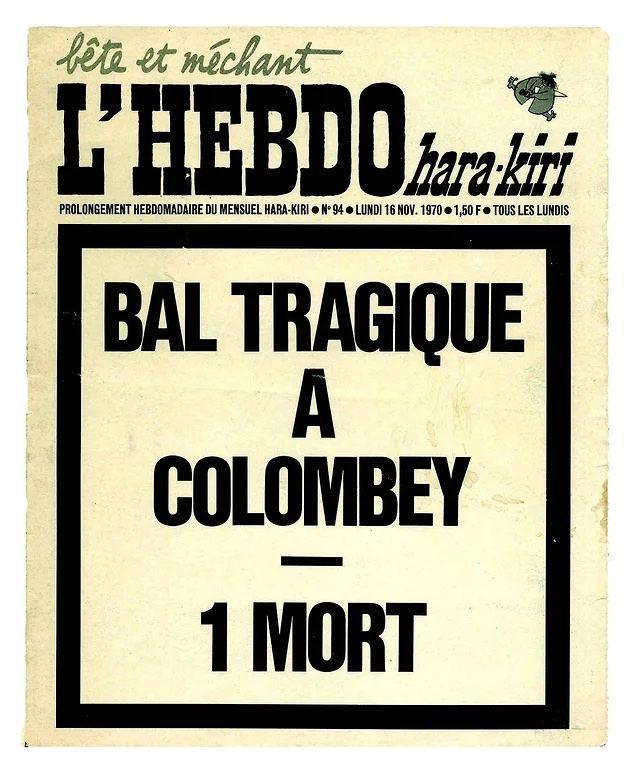 bête et méchant
L'HEBDO hara-kiri
PROLONGEMENT HEBDOMADAIRE DU MENSUEL HARA-KIRI ● N° 94 ● LUNDI 16 NOV. 1970 ● 1,50 F ● TOUS LES LUNDIS
BAL TRAGIQUE
A
COLOMBEY
—
1 MORT